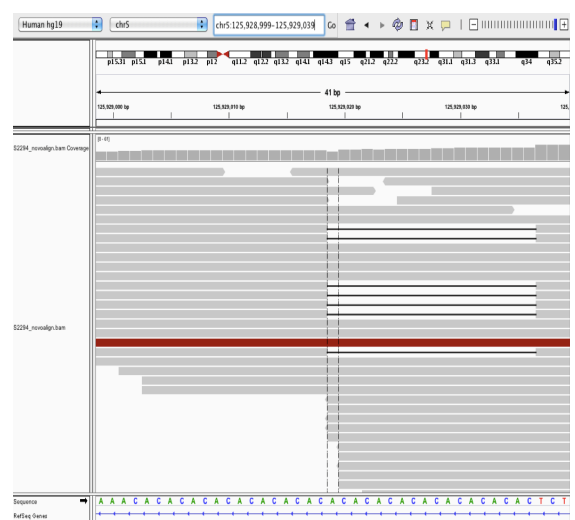 Human hg19 chr5 chr5:125,928,999-125,929,039 Go
p15.31 p15.1 p14.1 p13.2 p12 q11.2 q12.1 q13.2 q14.1 q14.3 q15 q21.2 q22.2 q23.2 q31.1 q31.3 q33.1 q34 q35.2
41 bp
125,929,000 bp 125,929,010 bp 125,929,020 bp 125,929,030 bp 125,
S2294_novoalign.bam Coverage
S2294_novoalign.bam
Sequence A A A C A C A C A C A C A C A C A C A C A C A C A C A C A C A C A C A C A C T C T
RefSeq Genes